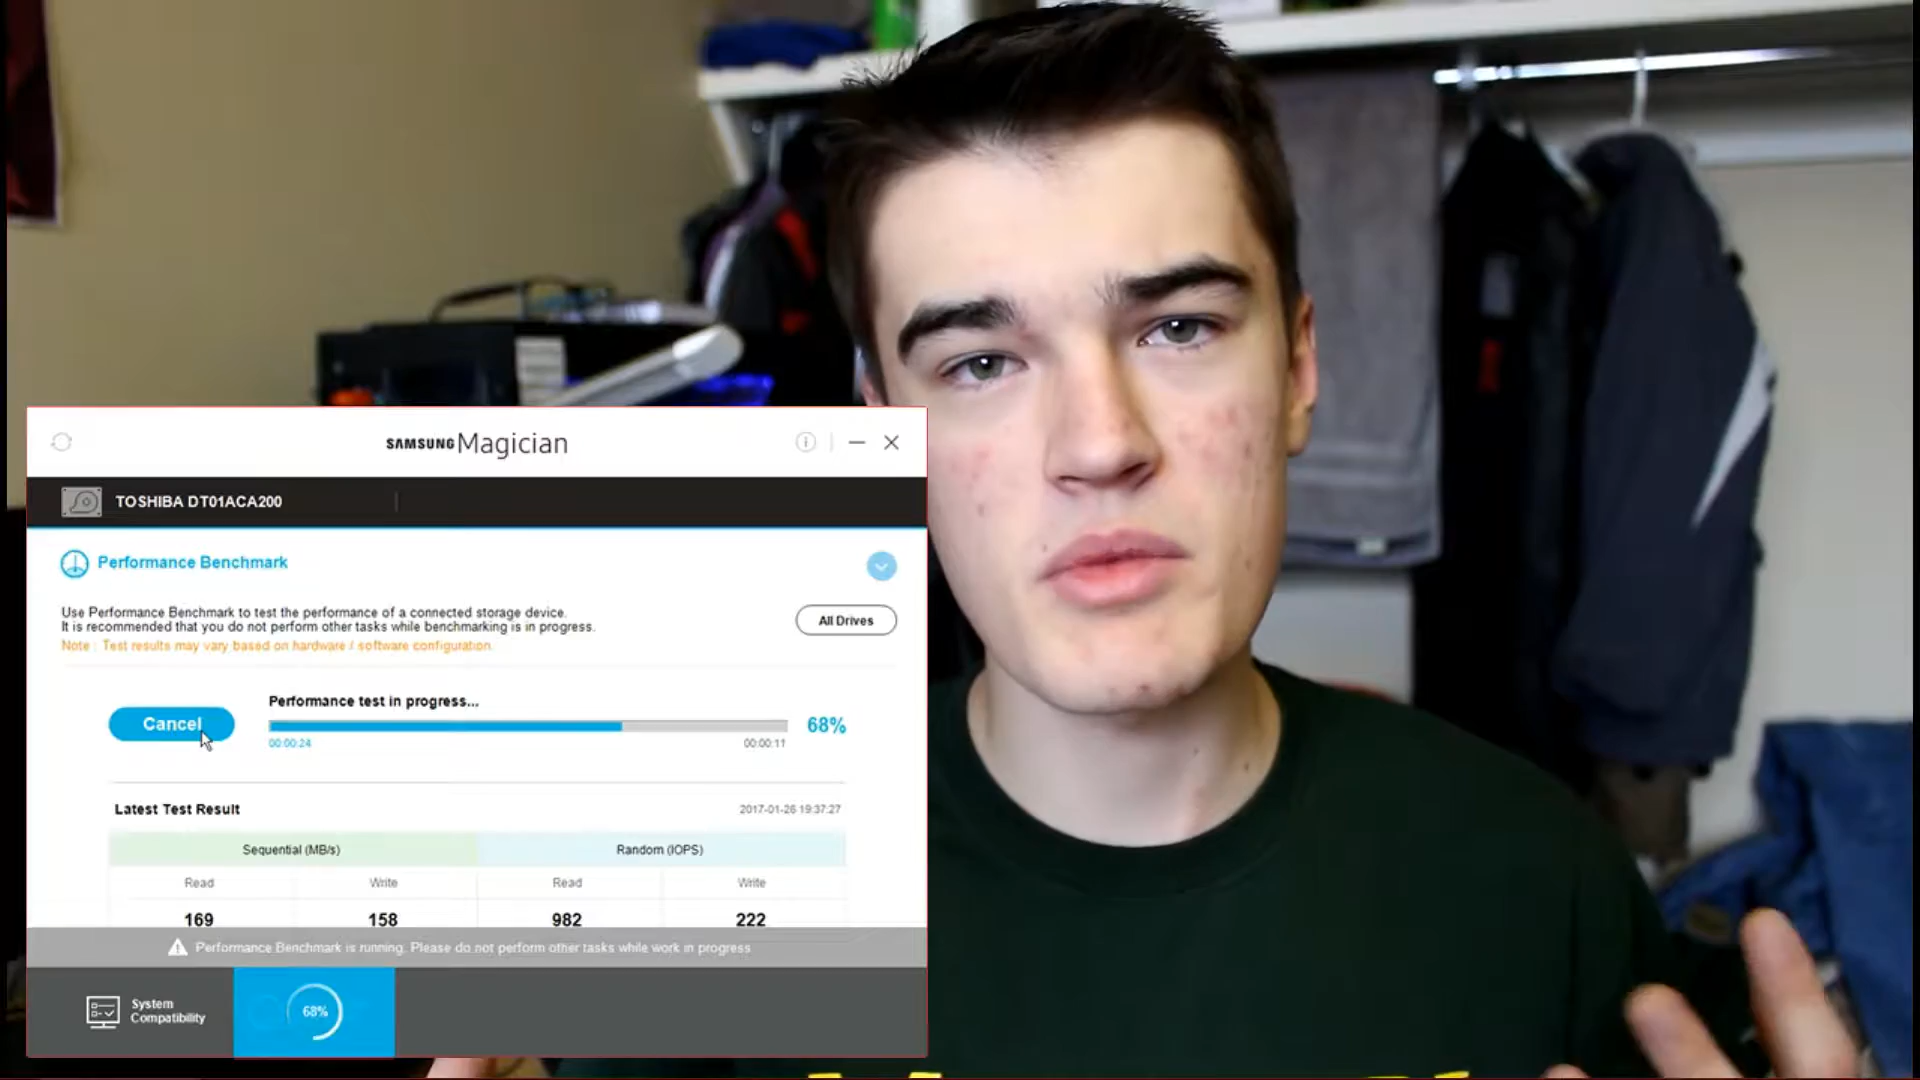 SAMSUNG Magician
TOSHIBA DT01ACA200
Performance Benchmark
Use Performance Benchmark to test the performance of a connected storage device.
It is recommended that you do not perform other tasks while benchmarking is in progress.
All Drives
Note : Test results may vary based on hardware / software configuration.
Performance test in progress...
Cancel
68%
00:00:24
00:00:11
Latest Test Result
2017-01-26 19:37:27
Sequential (MB/s)
Random (IOPS)
Read
Write
Read
Write
169
158
982
222
Performance Benchmark is running. Please do not perform other tasks while work in progress
System
Compatibility
68%